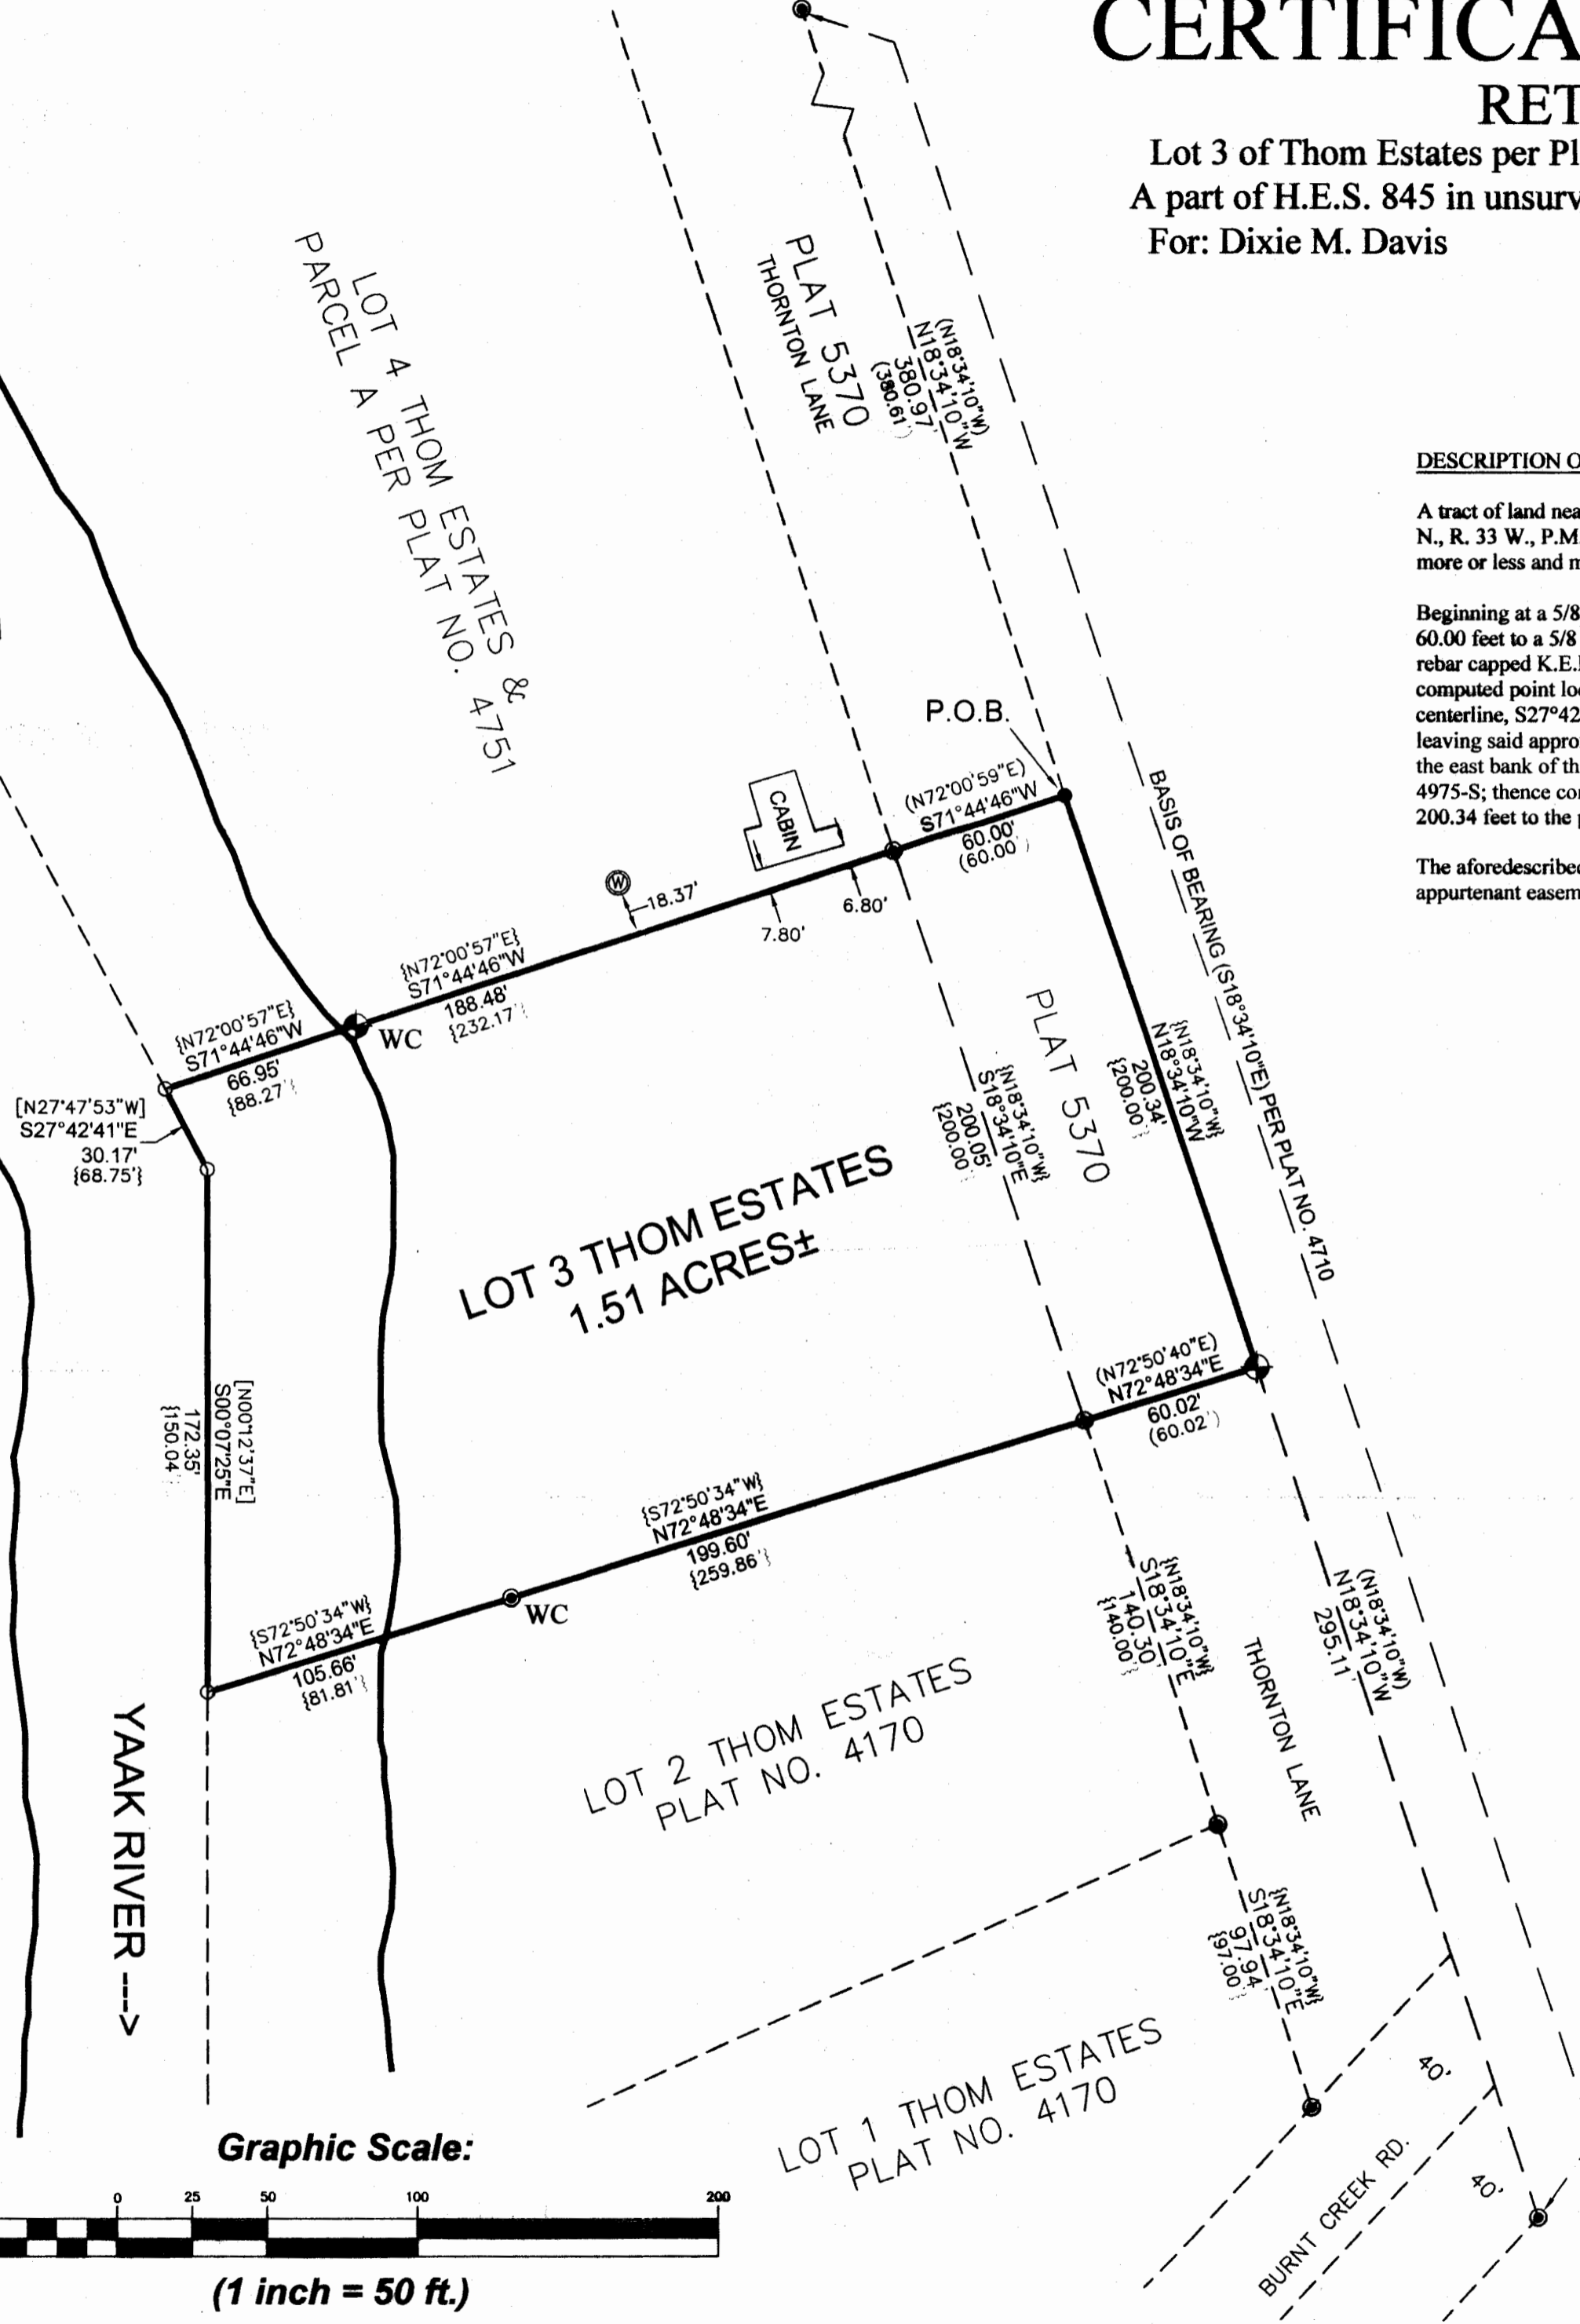 CERTIFICA
RET
Lot 3 of Thom Estates per Pl
A part of H.E.S. 845 in unsurv
For: Dixie M. Davis
DESCRIPTION O
A tract of land nea
N., R. 33 W., P.M
more or less and m
Beginning at a 5/8
60.00 feet to a 5/8
rebar capped K.E.
computed point lo
centerline, S27°42
leaving said appro
the east bank of th
4975-S; thence co
200.34 feet to the
The aforedescribe
appurtenant easem
LOT 4 THOM ESTATES &
PARCEL A PER PLAT NO. 4751
PLAT 5370
THORNTON LANE
(N18°34'10"W)
N18°34'10"W
380.97'
(380.61')
P.O.B.
CABIN
(N72°00'59"E)
S71°44'46"W
60.00'
(60.00')
W
18.37'
7.80'
6.80'
BASIS OF BEARING (S18°34'10"E) PER PLAT NO. 4710
{N72°00'57"E}
S71°44'46"W
188.48'
{232.17'}
WC
{N72°00'57"E}
S71°44'46"W
66.95'
{88.27'}
[N27°47'53"W]
S27°42'41"E
30.17'
{68.75'}
PLAT 5370
{N18°34'10"W}
N18°34'10"W
200.34'
{200.00'}
{N18°34'10"W}
S18°34'10"E
200.05'
{200.00'}
LOT 3 THOM ESTATES
1.51 ACRES±
[N00°12'37"E]
S00°07'25"E
172.35'
{150.04'}
(N72°50'40"E)
N72°48'34"E
60.02'
(60.02')
{S72°50'34"W}
N72°48'34"E
199.60'
{259.86'}
WC
{S72°50'34"W}
N72°48'34"E
105.66'
{81.81'}
{N18°34'10"W}
S18°34'10"E
140.30'
{140.00'}
(N18°34'10"W)
N18°34'10"W
295.11'
THORNTON LANE
LOT 2 THOM ESTATES
PLAT NO. 4170
YAAK RIVER --->
{N18°34'10"W}
S18°34'10"E
97.94'
{97.00'}
LOT 1 THOM ESTATES
PLAT NO. 4170
40'
40'
BURNT CREEK RD.
Graphic Scale:
0 25 50 100 200
(1 inch = 50 ft.)